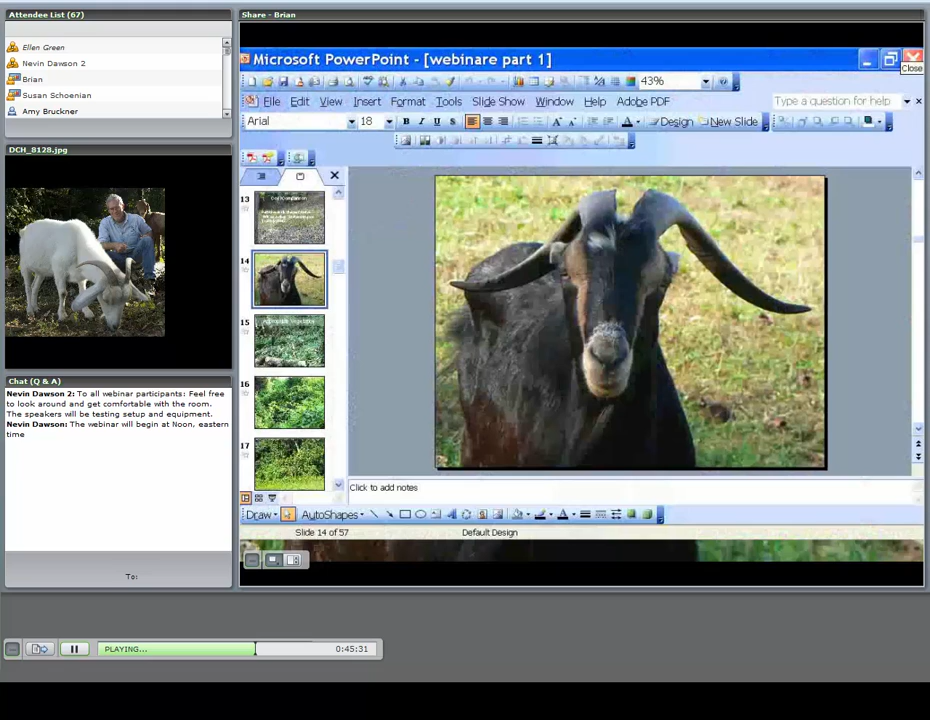 Attendee List (67)
Ellen Green
Nevin Dawson 2
Brian
Susan Schoenian
Amy Bruckner
DCH_8128.jpg
Chat (Q & A)
Nevin Dawson 2: To all webinar participants: Feel free
to look around and get comfortable with the room.
The speakers will be testing setup and equipment.
Nevin Dawson: The webinar will begin at Noon, eastern
time
To:
Share - Brian
Microsoft PowerPoint - [webinare part 1]
Close
43%
File Edit View Insert Format Tools Slide Show Window Help Adobe PDF
Type a question for help
Arial 18 B I U S A A A Design New Slide
13
14
15
16
17
Click to add notes
Draw AutoShapes A
Slide 14 of 57 Default Design
PLAYING... 0:45:31